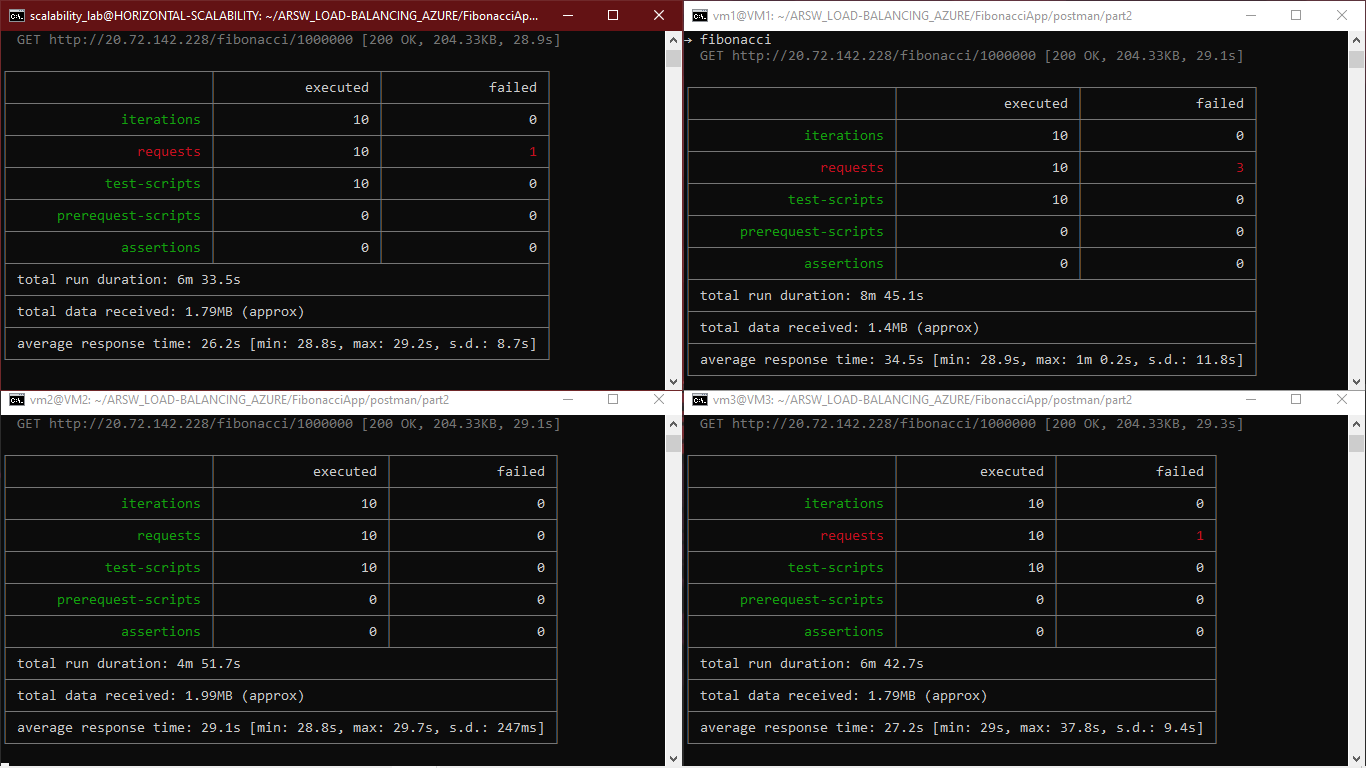 scalability_lab@HORIZONTAL-SCALABILITY: ~/ARSW_LOAD-BALANCING_AZURE/FibonacciAp...
GET http://20.72.142.228/fibonacci/1000000 [200 OK, 204.33KB, 28.9s]
executed failed
iterations 10 0
requests 10 1
test-scripts 10 0
prerequest-scripts 0 0
assertions 0 0
total run duration: 6m 33.5s
total data received: 1.79MB (approx)
average response time: 26.2s [min: 28.8s, max: 29.2s, s.d.: 8.7s]
vm1@VM1: ~/ARSW_LOAD-BALANCING_AZURE/FibonacciApp/postman/part2
→ fibonacci
GET http://20.72.142.228/fibonacci/1000000 [200 OK, 204.33KB, 29.1s]
executed failed
iterations 10 0
requests 10 3
test-scripts 10 0
prerequest-scripts 0 0
assertions 0 0
total run duration: 8m 45.1s
total data received: 1.4MB (approx)
average response time: 34.5s [min: 28.9s, max: 1m 0.2s, s.d.: 11.8s]
vm2@VM2: ~/ARSW_LOAD-BALANCING_AZURE/FibonacciApp/postman/part2
GET http://20.72.142.228/fibonacci/1000000 [200 OK, 204.33KB, 29.1s]
executed failed
iterations 10 0
requests 10 0
test-scripts 10 0
prerequest-scripts 0 0
assertions 0 0
total run duration: 4m 51.7s
total data received: 1.99MB (approx)
average response time: 29.1s [min: 28.8s, max: 29.7s, s.d.: 247ms]
vm3@VM3: ~/ARSW_LOAD-BALANCING_AZURE/FibonacciApp/postman/part2
GET http://20.72.142.228/fibonacci/1000000 [200 OK, 204.33KB, 29.3s]
executed failed
iterations 10 0
requests 10 1
test-scripts 10 0
prerequest-scripts 0 0
assertions 0 0
total run duration: 6m 42.7s
total data received: 1.79MB (approx)
average response time: 27.2s [min: 29s, max: 37.8s, s.d.: 9.4s]